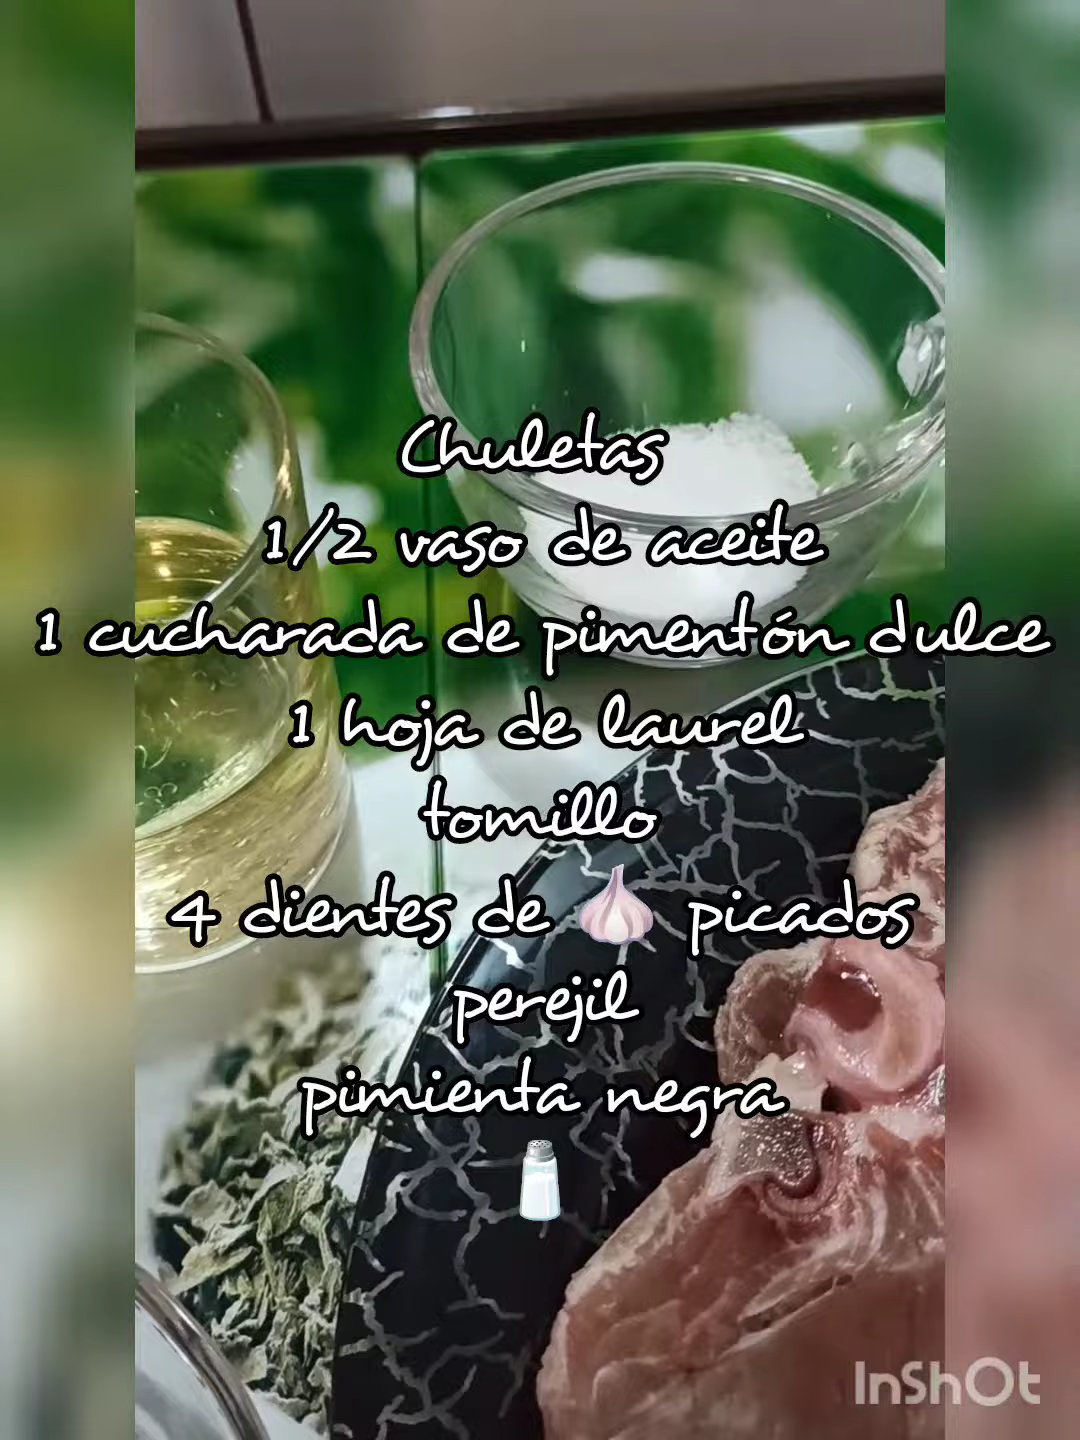 Chuletas
1/2 vaso de aceite
1 cucharada de pimentón dulce
1 hoja de laurel
tomillo
4 dientes de 🧄 picados
perejil
pimienta negra
🧂
InShOt